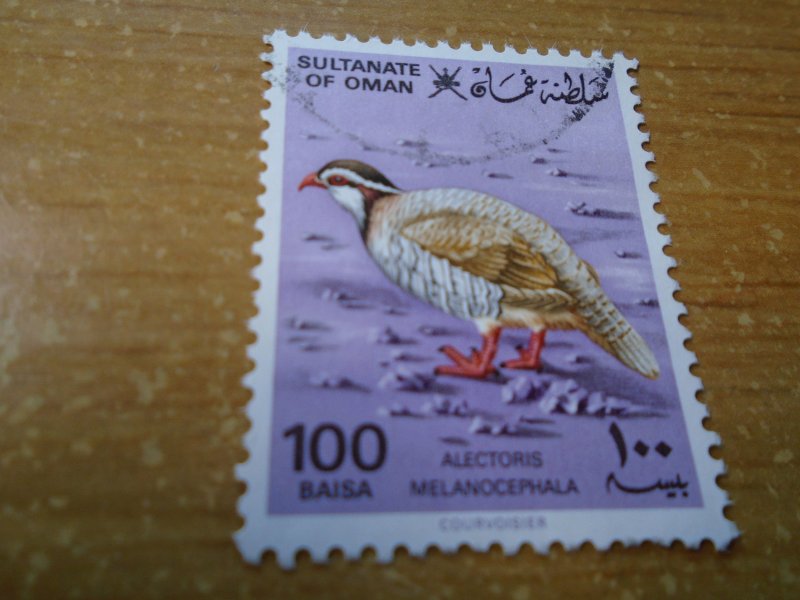 SULTANATE
OF OMAN
سلطنة عمان
100
BAISA
ALECTORIS
MELANOCEPHALA
١٠٠
بيسة
COURVOISIER